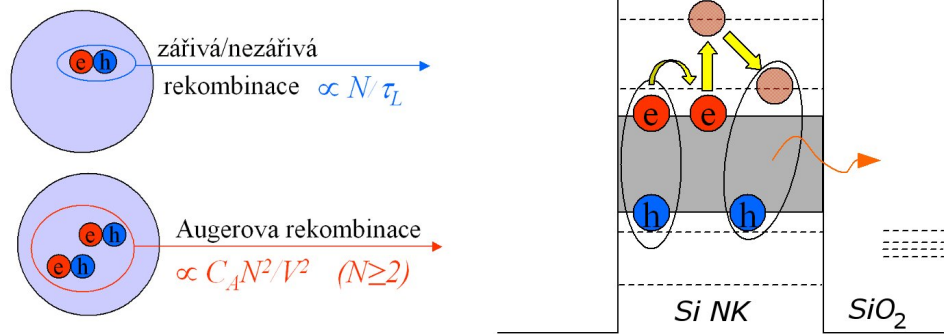 e h
zářivá/nezářivá
rekombinace ∝ N/τL
e h
e h
Augerova rekombinace
∝ CAN²/V² (N≥2)
e e
h h
Si NK
SiO₂